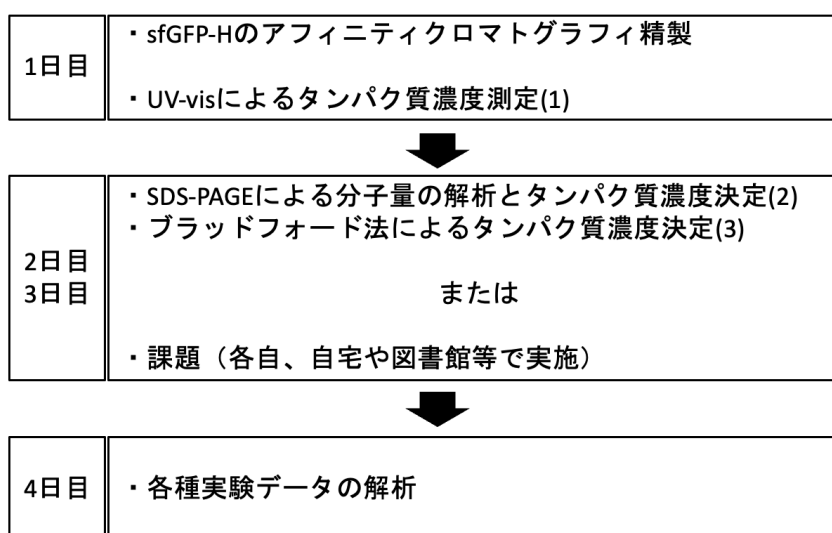 1日目
・sfGFP-Hのアフィニティクロマトグラフィ精製
・UV-visによるタンパク質濃度測定(1)
2日目
3日目
・SDS-PAGEによる分子量の解析とタンパク質濃度決定(2)
・ブラッドフォード法によるタンパク質濃度決定(3)
または
・課題（各自、自宅や図書館等で実施）
4日目
・各種実験データの解析